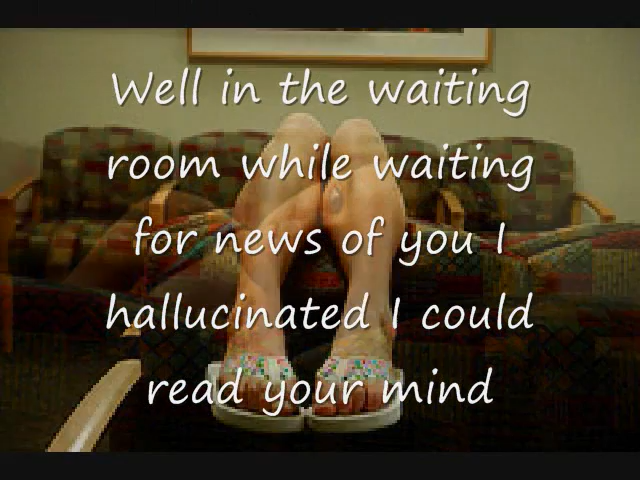 Well in the waiting
room while waiting
for news of you I
hallucinated I could
read your mind